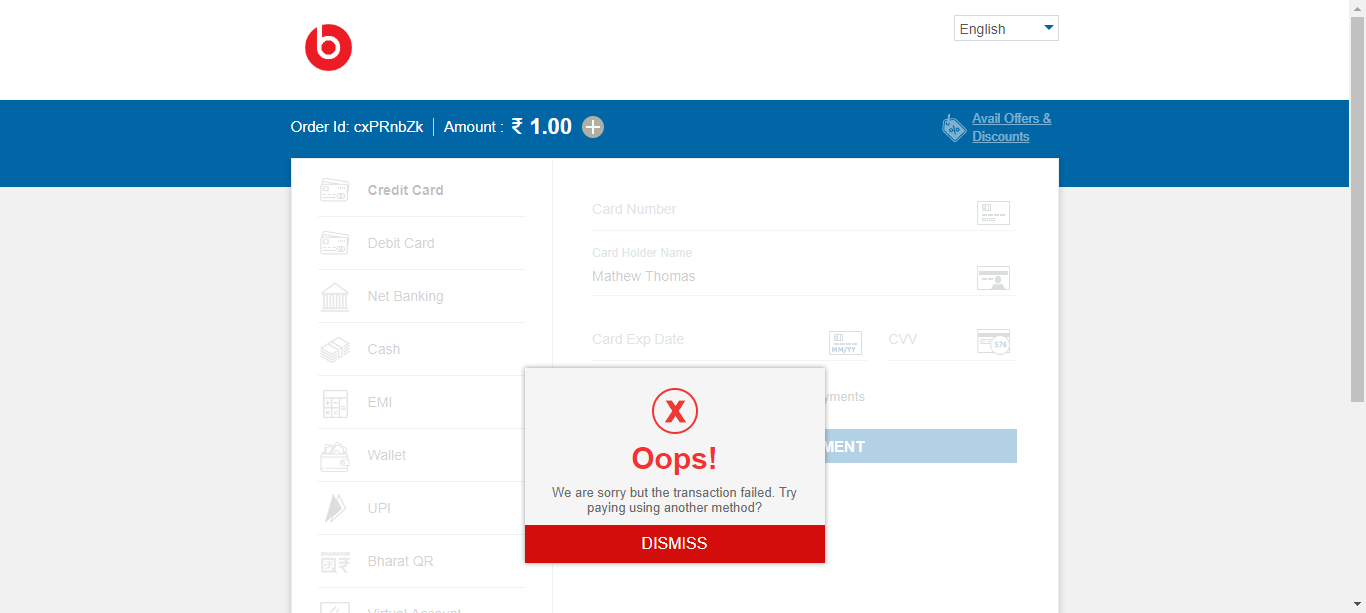 b
English
Order Id: cxPRnbZk | Amount : ₹ 1.00
Avail Offers &
Discounts
Credit Card
Debit Card
Net Banking
Cash
EMI
Wallet
UPI
Bharat QR
Virtual Account
Card Number
Card Holder Name
Mathew Thomas
Card Exp Date
MM/YY
CVV
576
yments
MENT
X
Oops!
We are sorry but the transaction failed. Try
paying using another method?
DISMISS